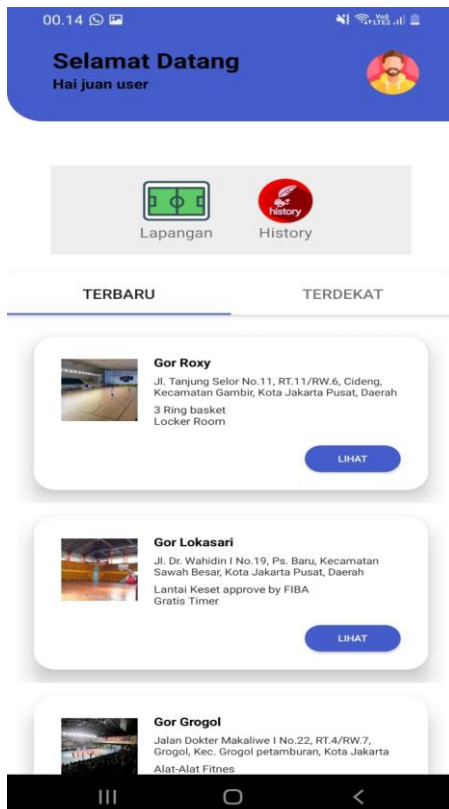 00.14
Vo))
LTE2
Selamat Datang
Hai juan user
history
Lapangan
History
TERBARU
TERDEKAT
Gor Roxy
Jl. Tanjung Selor No.11, RT.11/RW.6, Cideng,
Kecamatan Gambir, Kota Jakarta Pusat, Daerah
3 Ring basket
Locker Room
LIHAT
Gor Lokasari
Jl. Dr. Wahidin I No.19, Ps. Baru, Kecamatan
Sawah Besar, Kota Jakarta Pusat, Daerah
Lantai Keset approve by FIBA
Gratis Timer
LIHAT
Gor Grogol
Jalan Dokter Makaliwe I No.22, RT.4/RW.7,
Grogol, Kec. Grogol petamburan, Kota Jakarta
Alat-Alat Fitnes